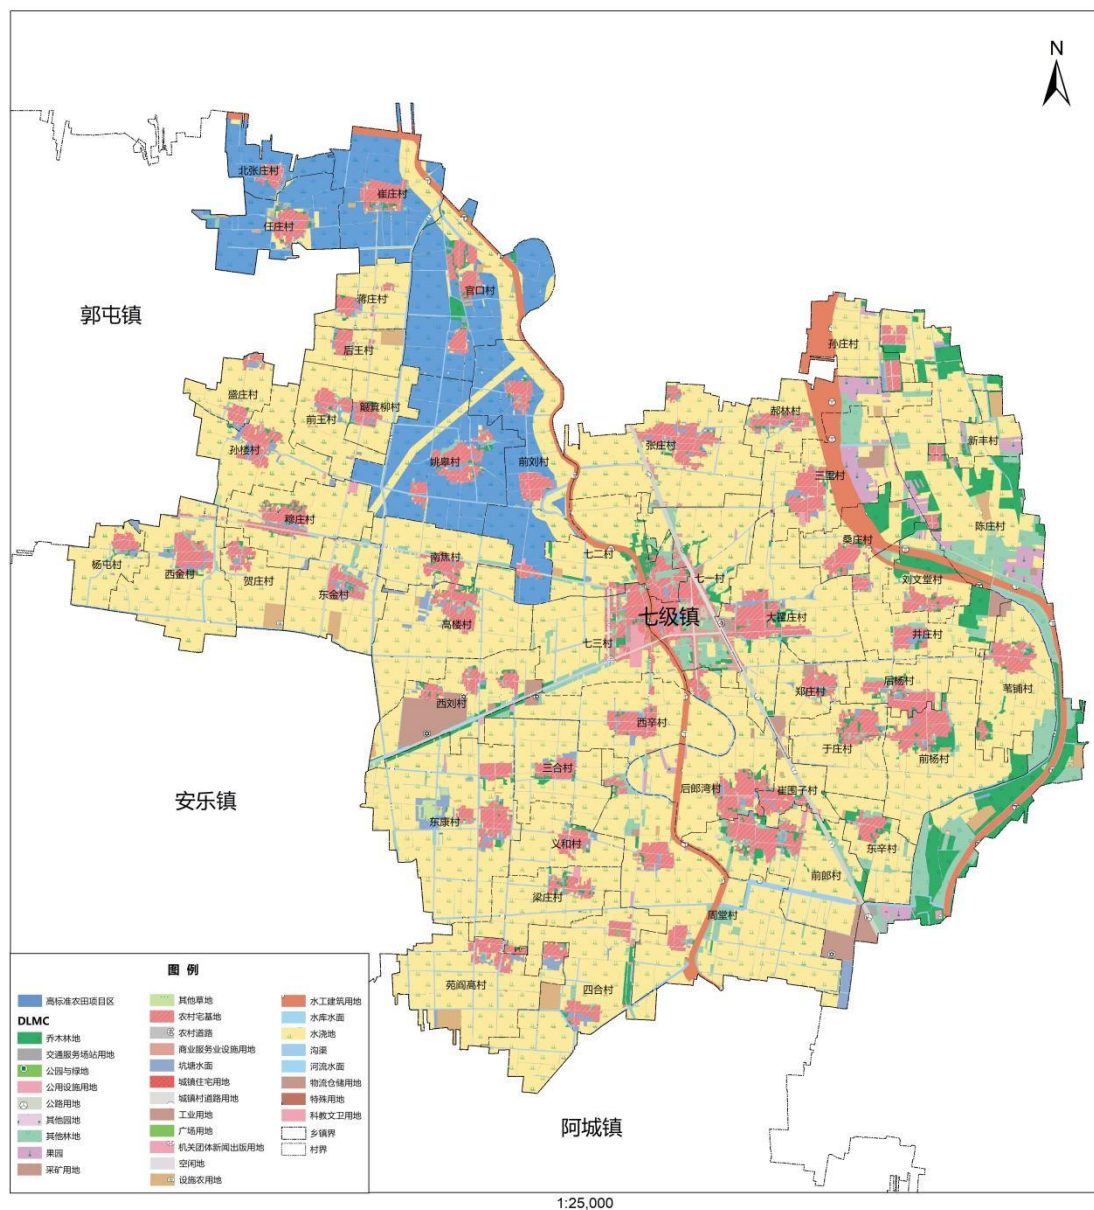 N
北张庄村
崔庄村
任庄村
官口村
蒋庄村
郭屯镇
孙庄村
后王村
盛庄村
前王村
簸箕柳村
郝林村
孙楼村
张庄村
新丰村
姚皋村
前刘村
三里村
穆庄村
陈庄村
桑庄村
七二村
南焦村
杨屯村
西金村
贺庄村
七一村
刘文堂村
东金村
七级镇
大翟庄村
高楼村
井庄村
七三村
苇铺村
后杨村
郑庄村
西刘村
西辛村
于庄村
前杨村
三合村
后郎湾村
崔围子村
安乐镇
东康村
义和村
东辛村
前郎村
梁庄村
周堂村
苑阎高村
四合村
阿城镇
图 例
高标准农田项目区
DLMC
乔木林地
交通服务场站用地
公园与绿地
公用设施用地
公路用地
其他园地
其他林地
果园
采矿用地
其他草地
农村宅基地
农村道路
商业服务业设施用地
坑塘水面
城镇住宅用地
城镇村道路用地
工业用地
广场用地
机关团体新闻出版用地
空闲地
设施农用地
水工建筑用地
水库水面
水浇地
沟渠
河流水面
物流仓储用地
特殊用地
科教文卫用地
乡镇界
村界
1:25,000